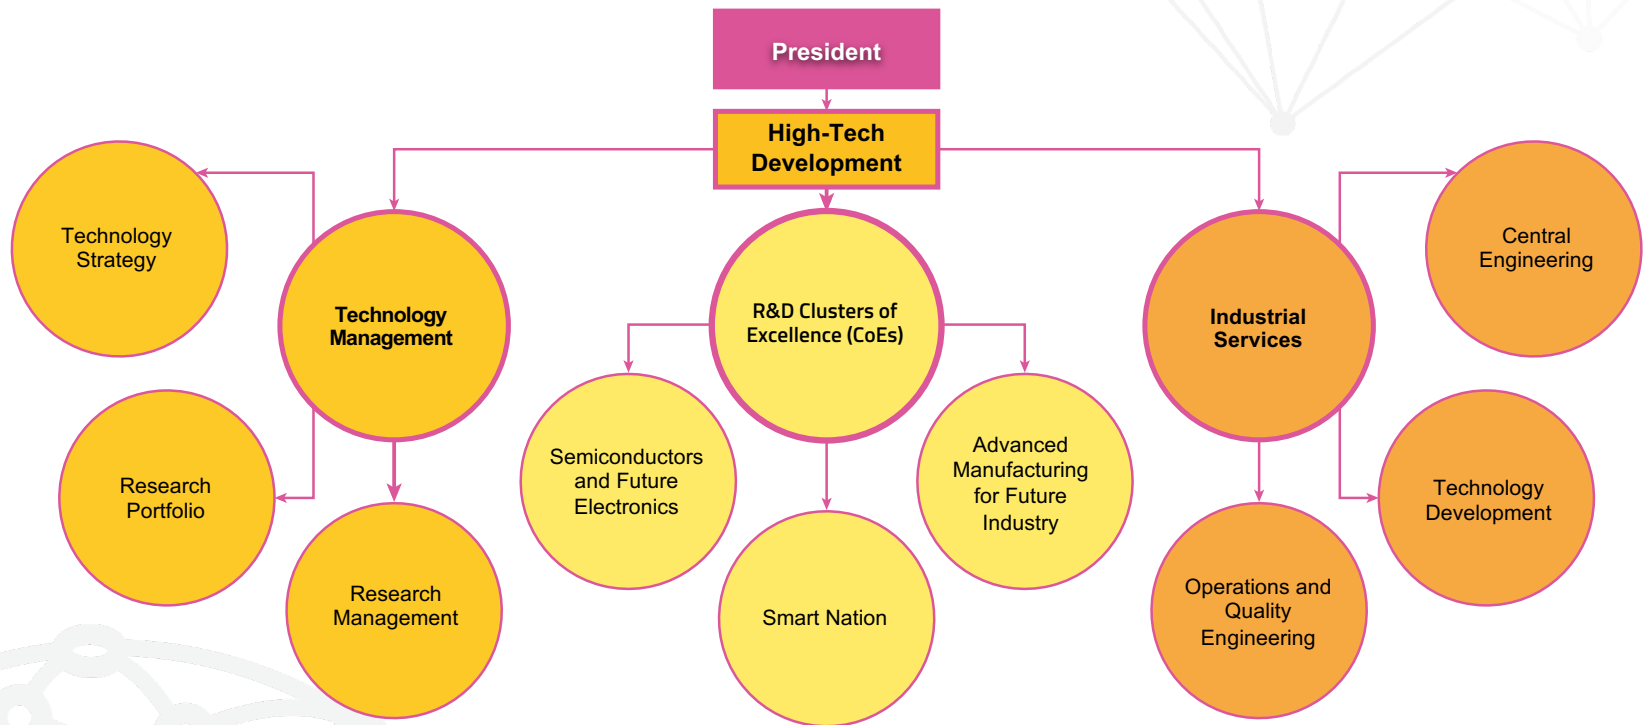 President
High-Tech
Development
Technology
Strategy
Technology
Management
R&D Clusters of
Excellence (CoEs)
Industrial
Services
Central
Engineering
Research
Portfolio
Research
Management
Semiconductors
and Future
Electronics
Smart Nation
Advanced
Manufacturing
for Future
Industry
Operations and
Quality
Engineering
Technology
Development